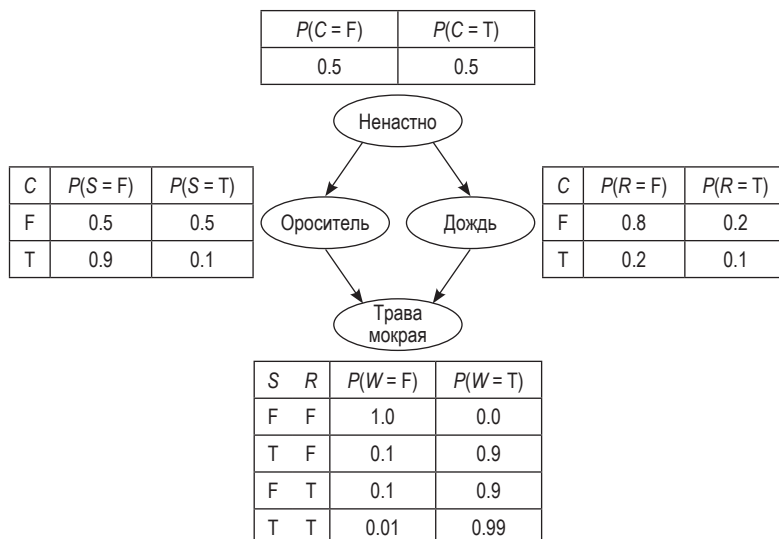 P(C = F) P(C = T)
0.5 0.5
Ненастно
C P(S = F) P(S = T)
F 0.5 0.5
T 0.9 0.1
Ороситель
Дождь
C P(R = F) P(R = T)
F 0.8 0.2
T 0.2 0.1
Трава
мокрая
S R P(W = F) P(W = T)
F F 1.0 0.0
T F 0.1 0.9
F T 0.1 0.9
T T 0.01 0.99